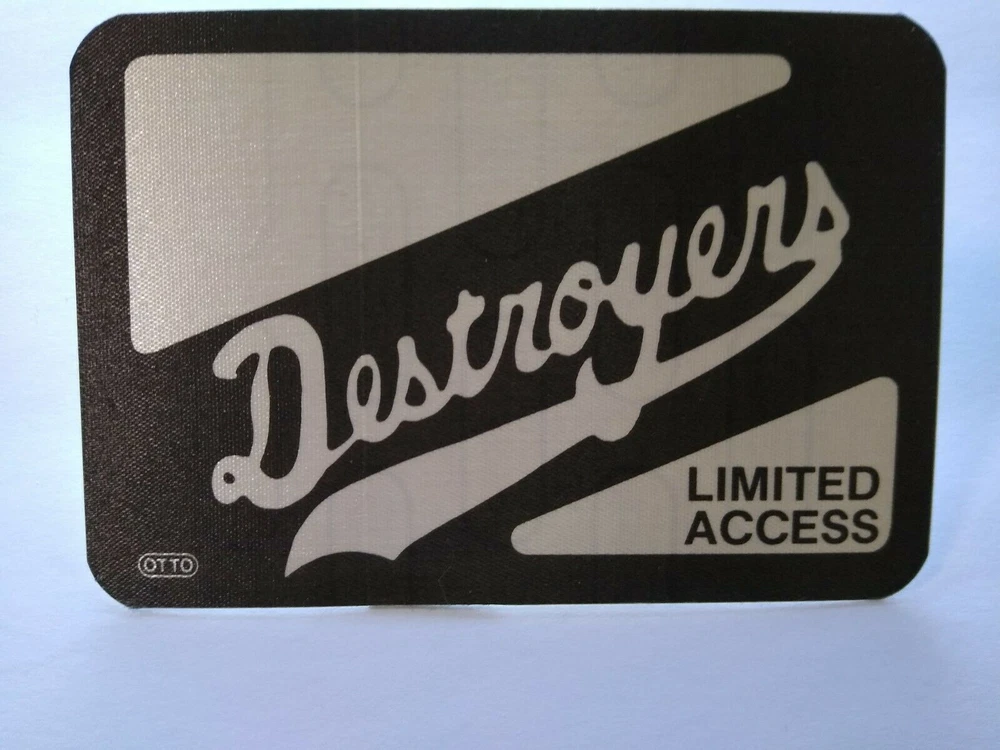 Destroyers
LIMITED
ACCESS
OTTO